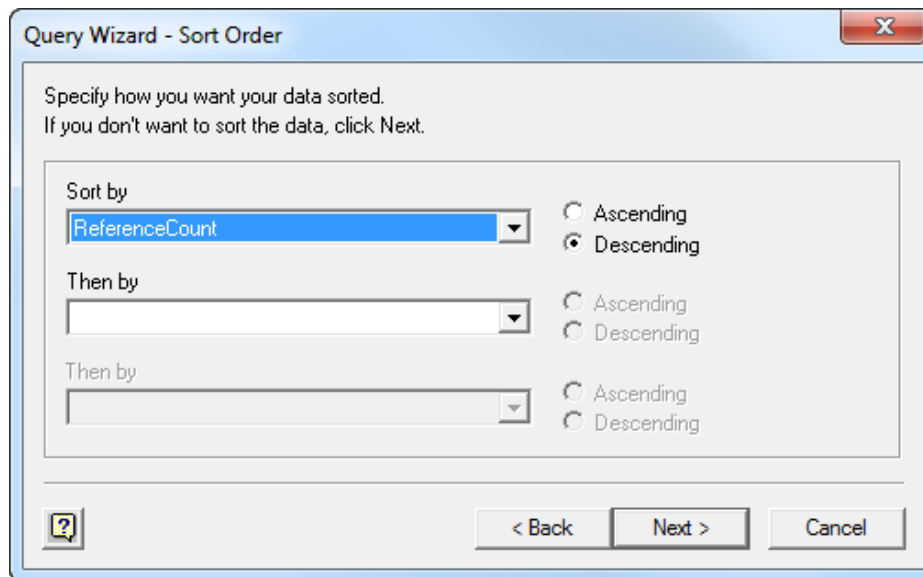 Query Wizard - Sort Order
Specify how you want your data sorted.
If you don't want to sort the data, click Next.
Sort by
ReferenceCount
Ascending
Descending
Then by
Ascending
Descending
Then by
Ascending
Descending
< Back
Next >
Cancel